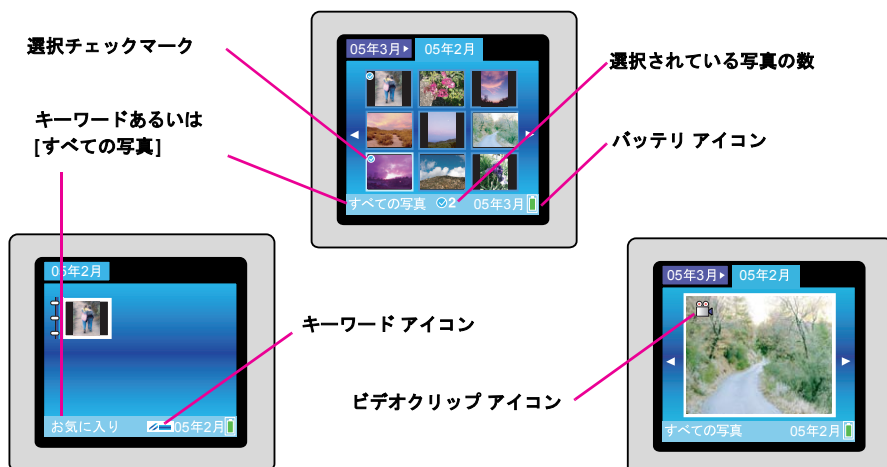 選択チェックマーク
キーワードあるいは
[すべての写真]
05年3月 05年2月
すべての写真 2 05年3月
選択されている写真の数
バッテリ アイコン
05年2月
お気に入り 05年2月
キーワード アイコン
ビデオクリップ アイコン
05年3月 05年2月
すべての写真 05年2月